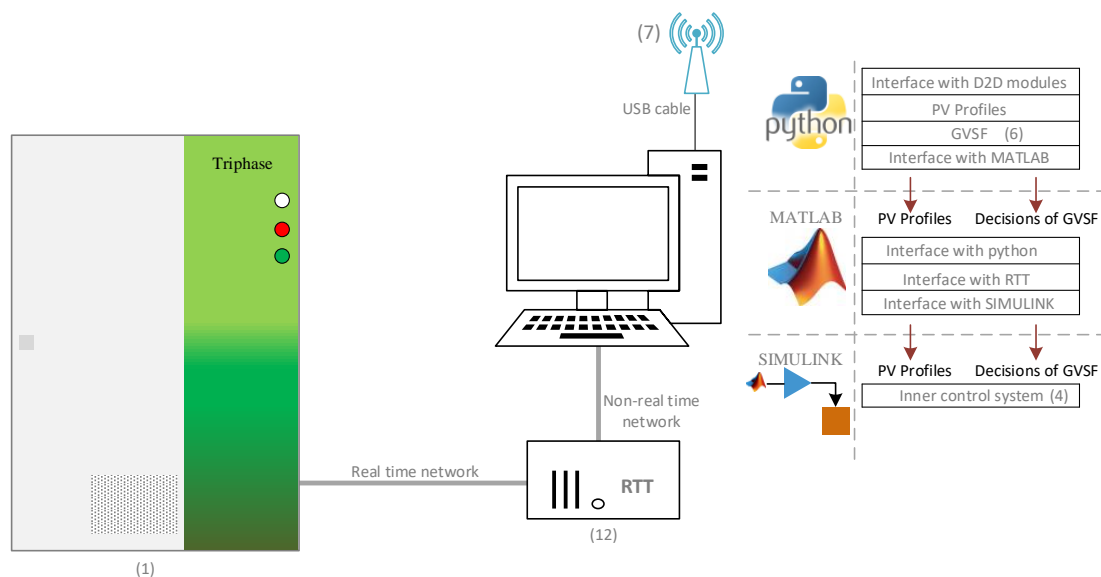 (7)
USB cable
Triphase
Real time network
Non-real time
network
RTT
(12)
(1)
python
Interface with D2D modules
PV Profiles
GVSF (6)
Interface with MATLAB
MATLAB
PV Profiles
Decisions of GVSF
Interface with python
Interface with RTT
Interface with SIMULINK
SIMULINK
PV Profiles
Decisions of GVSF
Inner control system (4)